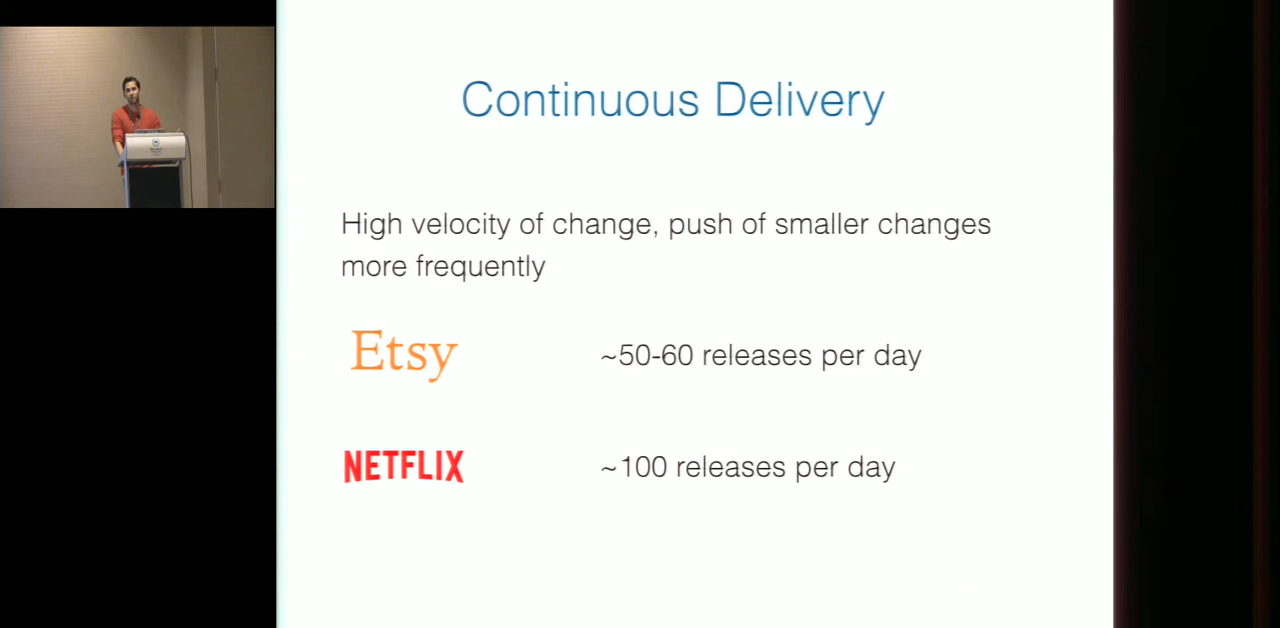 Continuous Delivery
High velocity of change, push of smaller changes
more frequently
Etsy
~50-60 releases per day
NETFLIX
~100 releases per day